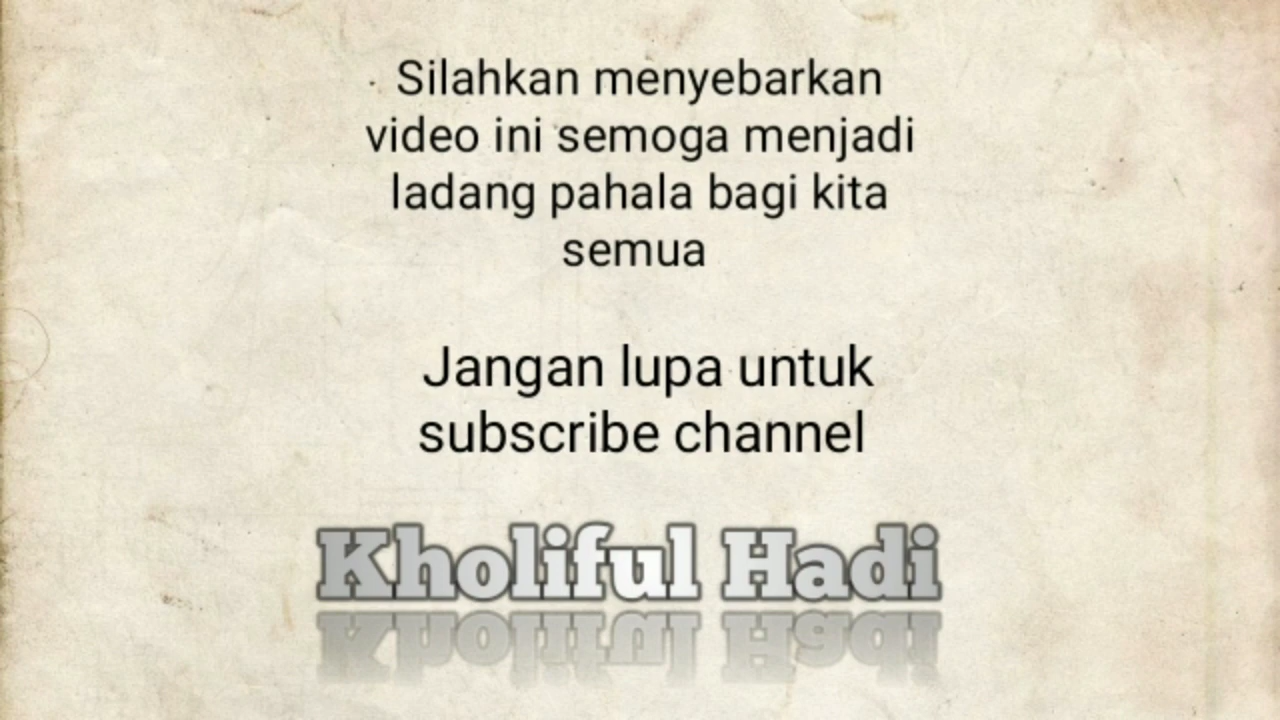 Silahkan menyebarkan
video ini semoga menjadi
ladang pahala bagi kita
semua
Jangan lupa untuk
subscribe channel
Kholiful Hadi